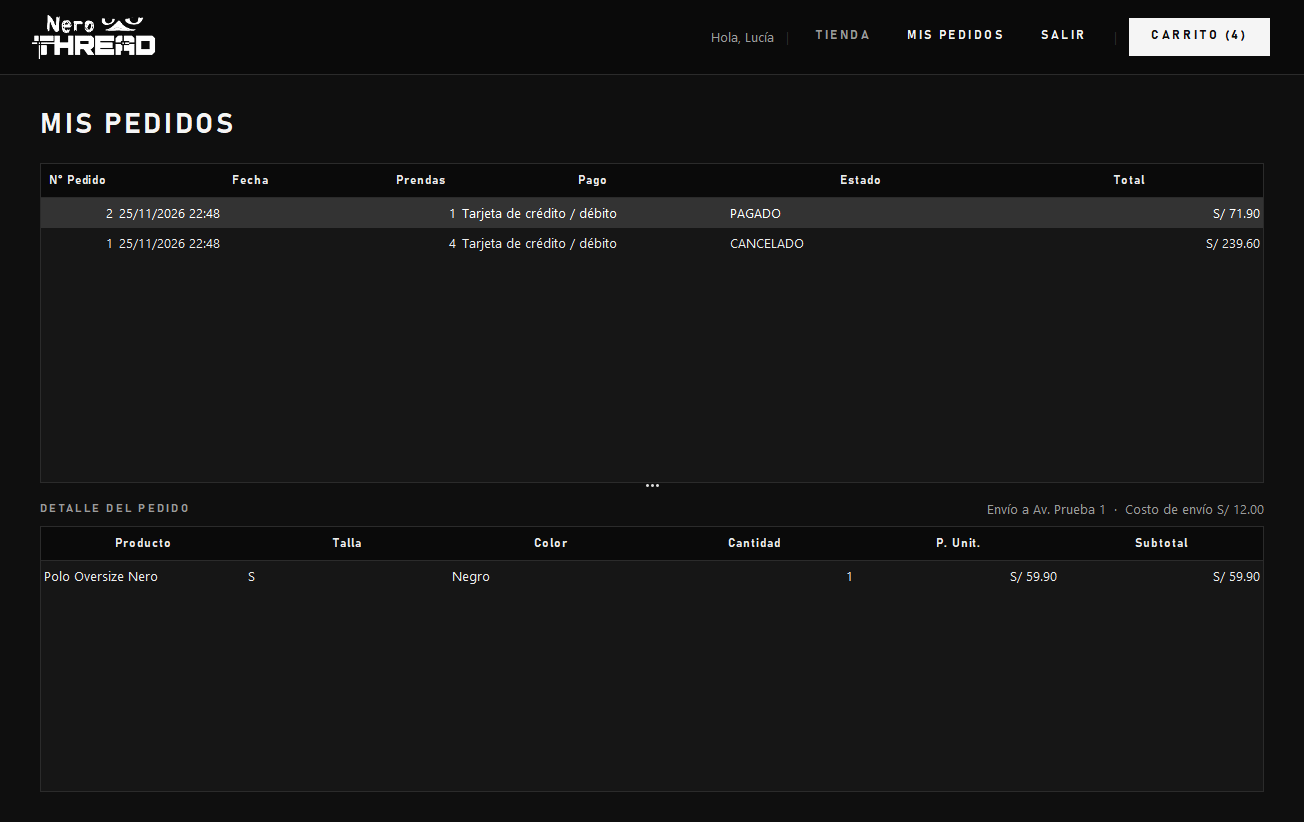 Nero
THREAD
Hola, Lucía TIENDA MIS PEDIDOS SALIR CARRITO (4)
MIS PEDIDOS
N° Pedido Fecha Prendas Pago Estado Total
2 25/11/2026 22:48 1 Tarjeta de crédito / débito PAGADO S/ 71.90
1 25/11/2026 22:48 4 Tarjeta de crédito / débito CANCELADO S/ 239.60
DETALLE DEL PEDIDO Envío a Av. Prueba 1 · Costo de envío S/ 12.00
Producto Talla Color Cantidad P. Unit. Subtotal
Polo Oversize Nero S Negro 1 S/ 59.90 S/ 59.90